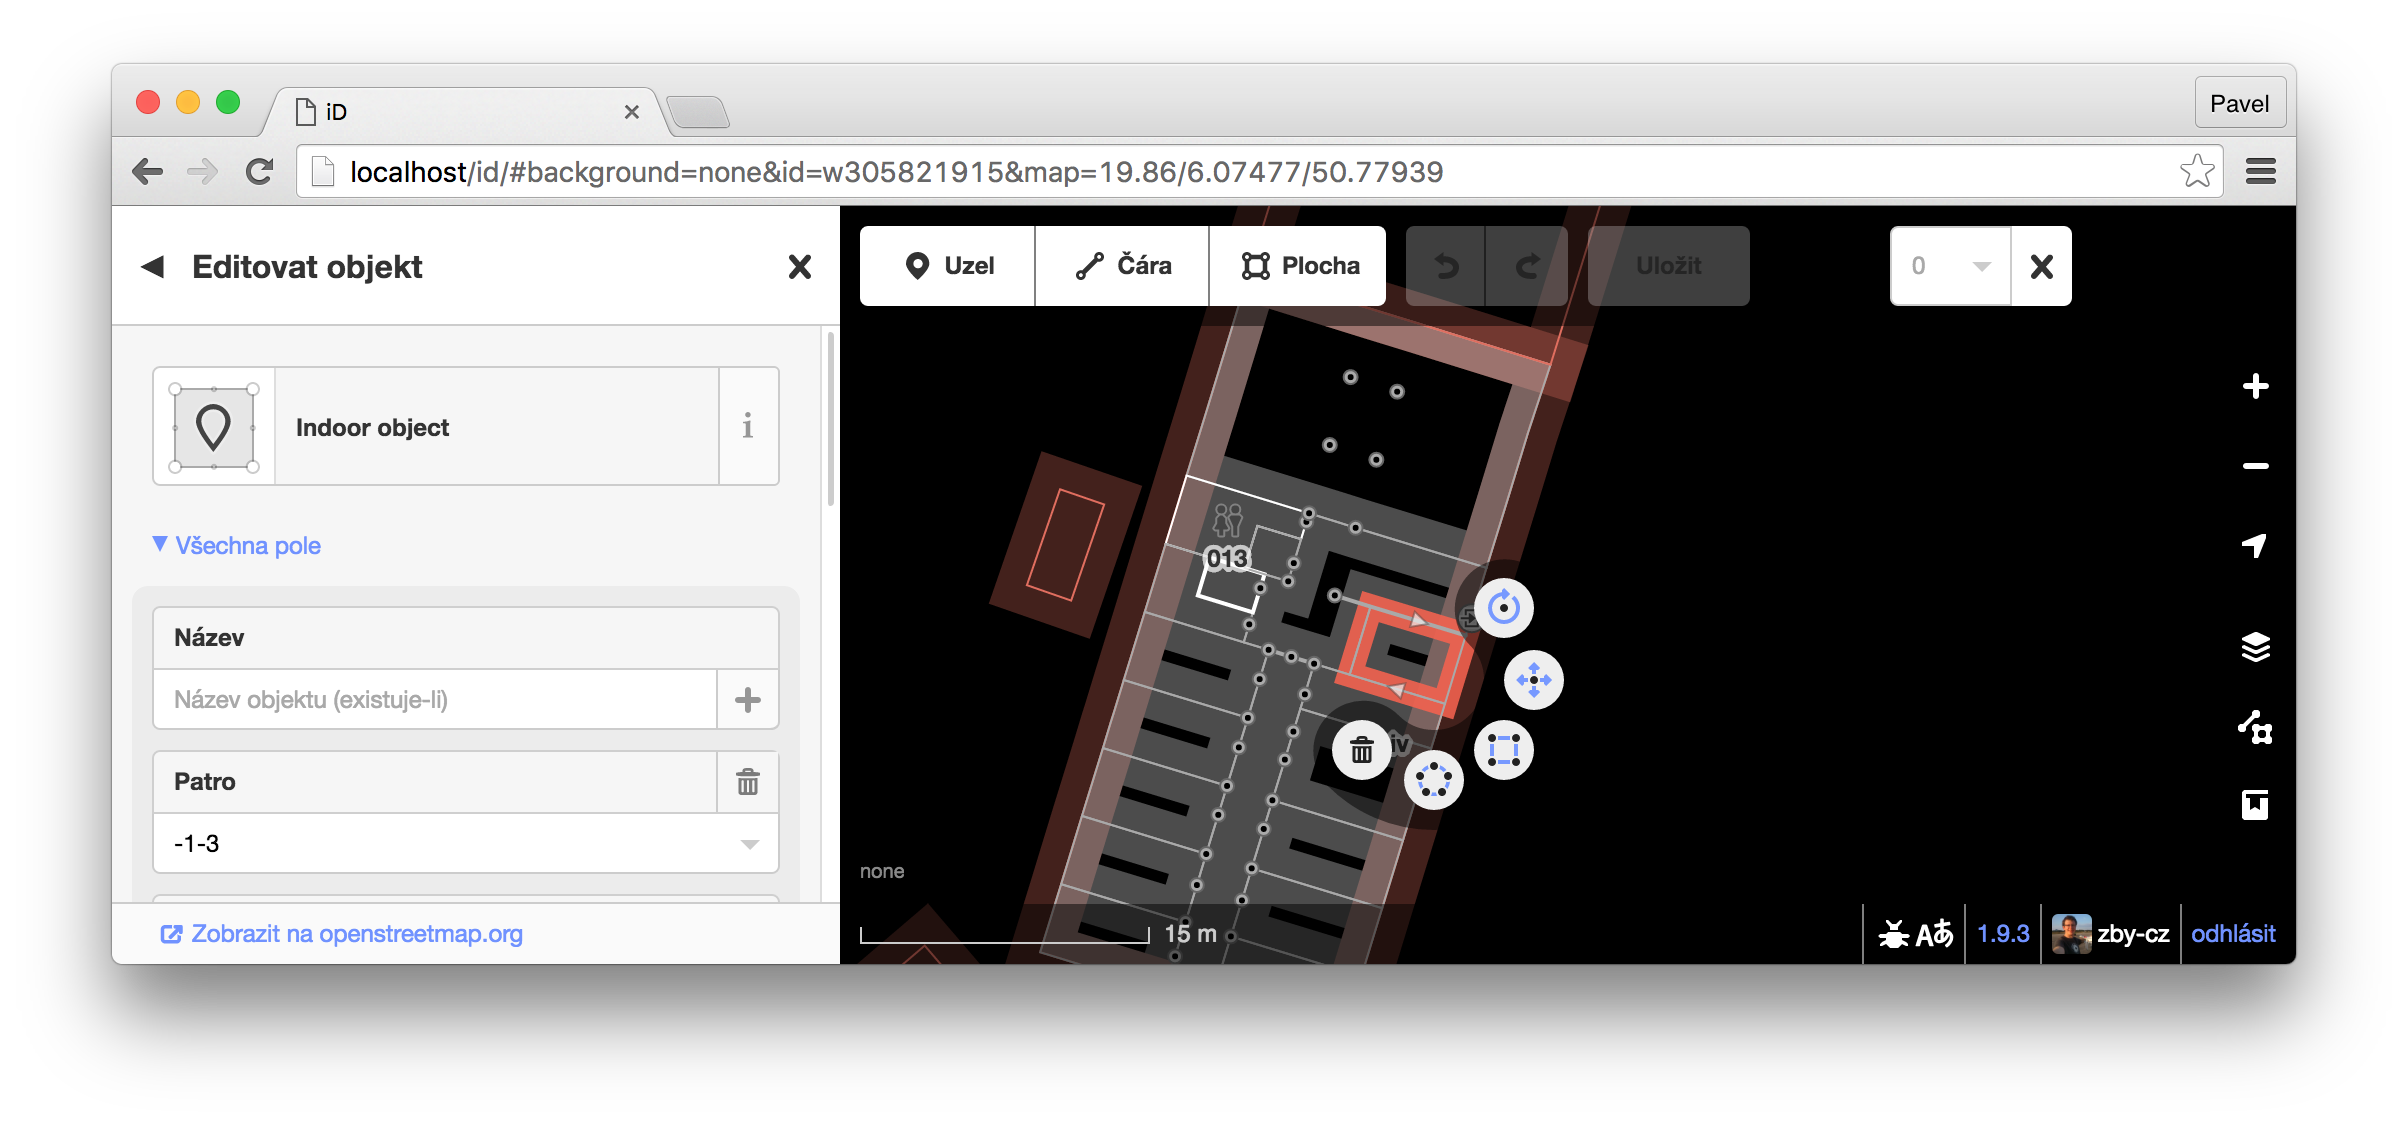 iD
Pavel
localhost/id/#background=none&id=w305821915&map=19.86/6.07477/50.77939
Editovat objekt
Uzel
Čára
Plocha
Uložit
0
Indoor object
i
Všechna pole
Název
Název objektu (existuje-li)
Patro
-1-3
Zobrazit na openstreetmap.org
013
none
15 m
Aあ
1.9.3
zby-cz
odhlásit